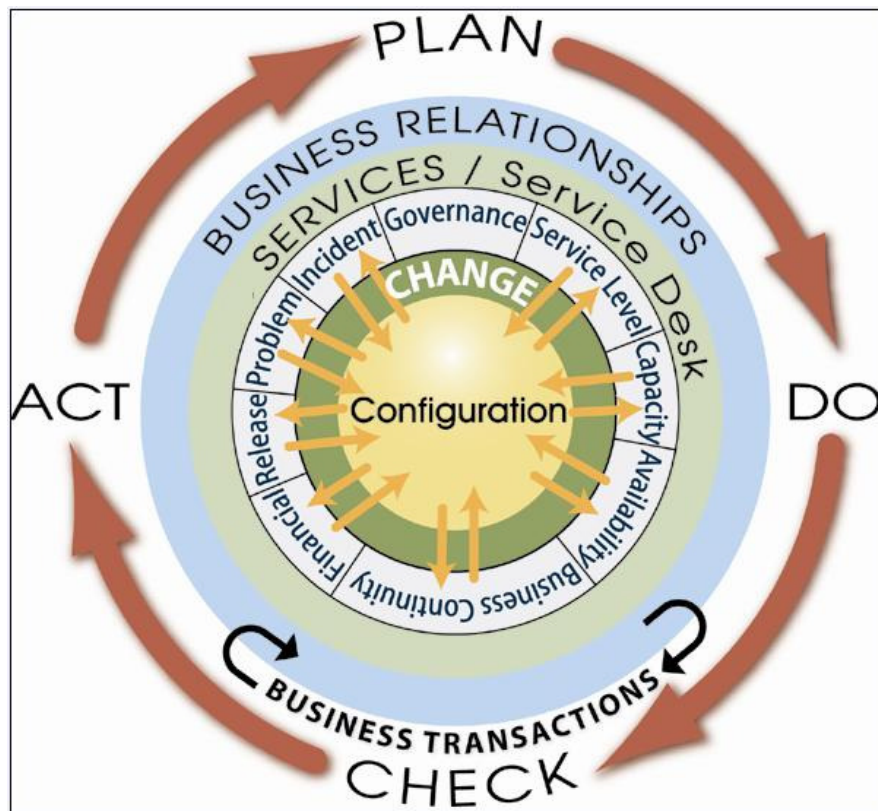 PLAN
BUSINESS RELATIONSHIPS
SERVICES / Service Desk
Governance
Service Level
Capacity
Availability
Business Continuity
Financial
Release
Problem
Incident
CHANGE
Configuration
ACT
DO
BUSINESS TRANSACTIONS
CHECK